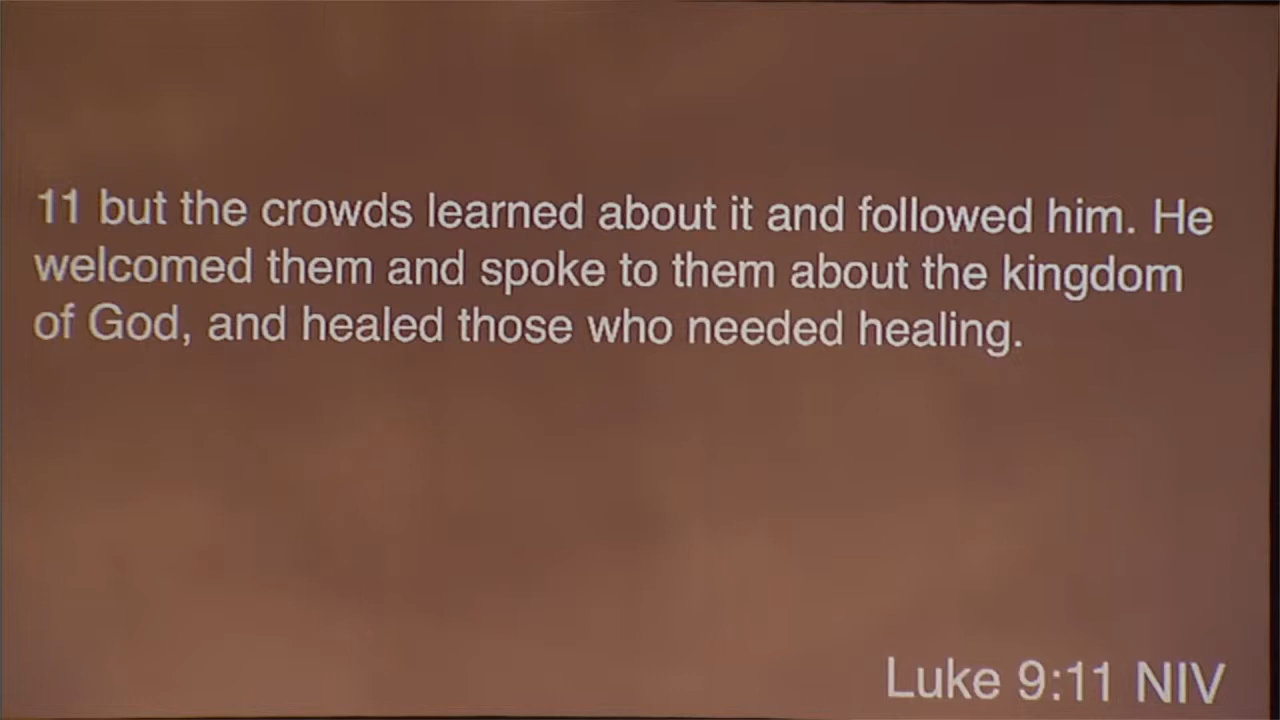 11 but the crowds learned about it and followed him. He
welcomed them and spoke to them about the kingdom
of God, and healed those who needed healing.
Luke 9:11 NIV